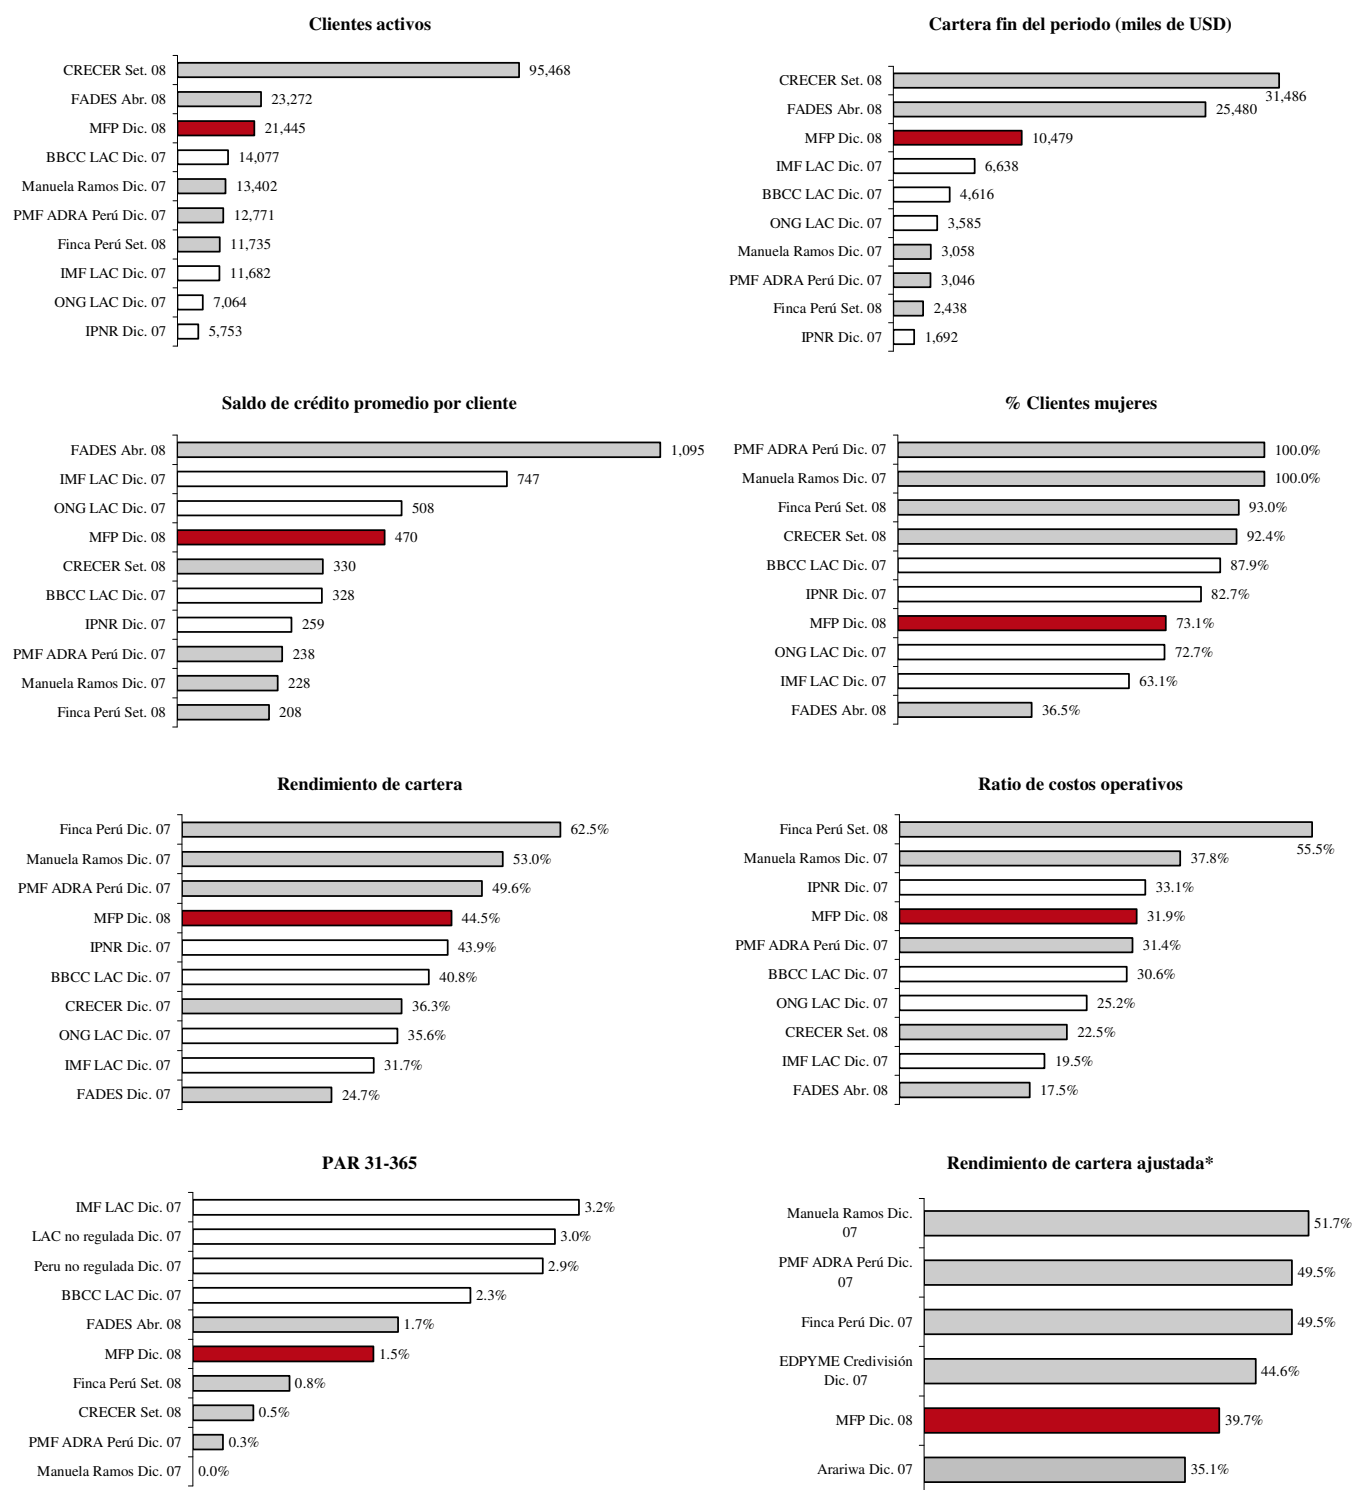 Clientes activos
CRECER Set. 08 95,468
FADES Abr. 08 23,272
MFP Dic. 08 21,445
BBCC LAC Dic. 07 14,077
Manuela Ramos Dic. 07 13,402
PMF ADRA Perú Dic. 07 12,771
Finca Perú Set. 08 11,735
IMF LAC Dic. 07 11,682
ONG LAC Dic. 07 7,064
IPNR Dic. 07 5,753
Cartera fin del periodo (miles de USD)
CRECER Set. 08 31,486
FADES Abr. 08 25,480
MFP Dic. 08 10,479
IMF LAC Dic. 07 6,638
BBCC LAC Dic. 07 4,616
ONG LAC Dic. 07 3,585
Manuela Ramos Dic. 07 3,058
PMF ADRA Perú Dic. 07 3,046
Finca Perú Set. 08 2,438
IPNR Dic. 07 1,692
Saldo de crédito promedio por cliente
FADES Abr. 08 1,095
IMF LAC Dic. 07 747
ONG LAC Dic. 07 508
MFP Dic. 08 470
CRECER Set. 08 330
BBCC LAC Dic. 07 328
IPNR Dic. 07 259
PMF ADRA Perú Dic. 07 238
Manuela Ramos Dic. 07 228
Finca Perú Set. 08 208
% Clientes mujeres
PMF ADRA Perú Dic. 07 100.0%
Manuela Ramos Dic. 07 100.0%
Finca Perú Set. 08 93.0%
CRECER Set. 08 92.4%
BBCC LAC Dic. 07 87.9%
IPNR Dic. 07 82.7%
MFP Dic. 08 73.1%
ONG LAC Dic. 07 72.7%
IMF LAC Dic. 07 63.1%
FADES Abr. 08 36.5%
Rendimiento de cartera
Finca Perú Dic. 07 62.5%
Manuela Ramos Dic. 07 53.0%
PMF ADRA Perú Dic. 07 49.6%
MFP Dic. 08 44.5%
IPNR Dic. 07 43.9%
BBCC LAC Dic. 07 40.8%
CRECER Dic. 07 36.3%
ONG LAC Dic. 07 35.6%
IMF LAC Dic. 07 31.7%
FADES Dic. 07 24.7%
Ratio de costos operativos
Finca Perú Set. 08 55.5%
Manuela Ramos Dic. 07 37.8%
IPNR Dic. 07 33.1%
MFP Dic. 08 31.9%
PMF ADRA Perú Dic. 07 31.4%
BBCC LAC Dic. 07 30.6%
ONG LAC Dic. 07 25.2%
CRECER Set. 08 22.5%
IMF LAC Dic. 07 19.5%
FADES Abr. 08 17.5%
PAR 31-365
IMF LAC Dic. 07 3.2%
LAC no regulada Dic. 07 3.0%
Peru no regulada Dic. 07 2.9%
BBCC LAC Dic. 07 2.3%
FADES Abr. 08 1.7%
MFP Dic. 08 1.5%
Finca Perú Set. 08 0.8%
CRECER Set. 08 0.5%
PMF ADRA Perú Dic. 07 0.3%
Manuela Ramos Dic. 07 0.0%
Rendimiento de cartera ajustada*
Manuela Ramos Dic.
07 51.7%
PMF ADRA Perú Dic.
07 49.5%
Finca Perú Dic. 07 49.5%
EDPYME Credivisión
Dic. 07 44.6%
MFP Dic. 08 39.7%
Arariwa Dic. 07 35.1%